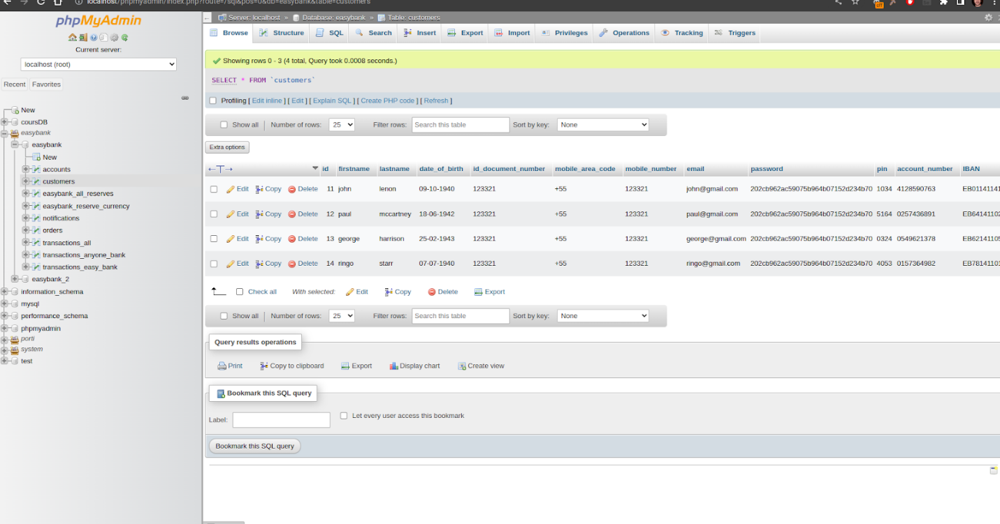 localhost/phpmyadmin/index.php?route=/sql&pos=0&db=easybank&table=customers
phpMyAdmin
Current server:
localhost (root)
Recent Favorites
New
coursDB
easybank
easybank
New
accounts
customers
easybank_all_reserves
easybank_reserve_currency
notifications
orders
transactions_all
transactions_anyone_bank
transactions_easy_bank
easybank_2
information_schema
mysql
performance_schema
phpmyadmin
porti
system
test
Server: localhost » Database: easybank » Table: customers
Browse Structure SQL Search Insert Export Import Privileges Operations Tracking Triggers
Showing rows 0 - 3 (4 total, Query took 0.0008 seconds.)
SELECT * FROM `customers`
Profiling [ Edit inline ] [ Edit ] [ Explain SQL ] [ Create PHP code ] [ Refresh ]
Show all Number of rows: 25 Filter rows: Search this table Sort by key: None
Extra options
←T→ id firstname lastname date_of_birth id_document_number mobile_area_code mobile_number email password pin account_number IBAN
Edit Copy Delete 11 john lenon 09-10-1940 123321 +55 123321 john@gmail.com 202cb962ac59075b964b07152d234b70 1034 4128590763 EB01141141
Edit Copy Delete 12 paul mccartney 18-06-1942 123321 +55 123321 paul@gmail.com 202cb962ac59075b964b07152d234b70 5164 0257436891 EB64141102
Edit Copy Delete 13 george harrison 25-02-1943 123321 +55 123321 george@gmail.com 202cb962ac59075b964b07152d234b70 0324 0549621378 EB62141105
Edit Copy Delete 14 ringo starr 07-07-1940 123321 +55 123321 ringo@gmail.com 202cb962ac59075b964b07152d234b70 4053 0157364982 EB78141101
Check all With selected: Edit Copy Delete Export
Show all Number of rows: 25 Filter rows: Search this table Sort by key: None
Query results operations
Print Copy to clipboard Export Display chart Create view
Bookmark this SQL query
Label: Let every user access this bookmark
Bookmark this SQL query